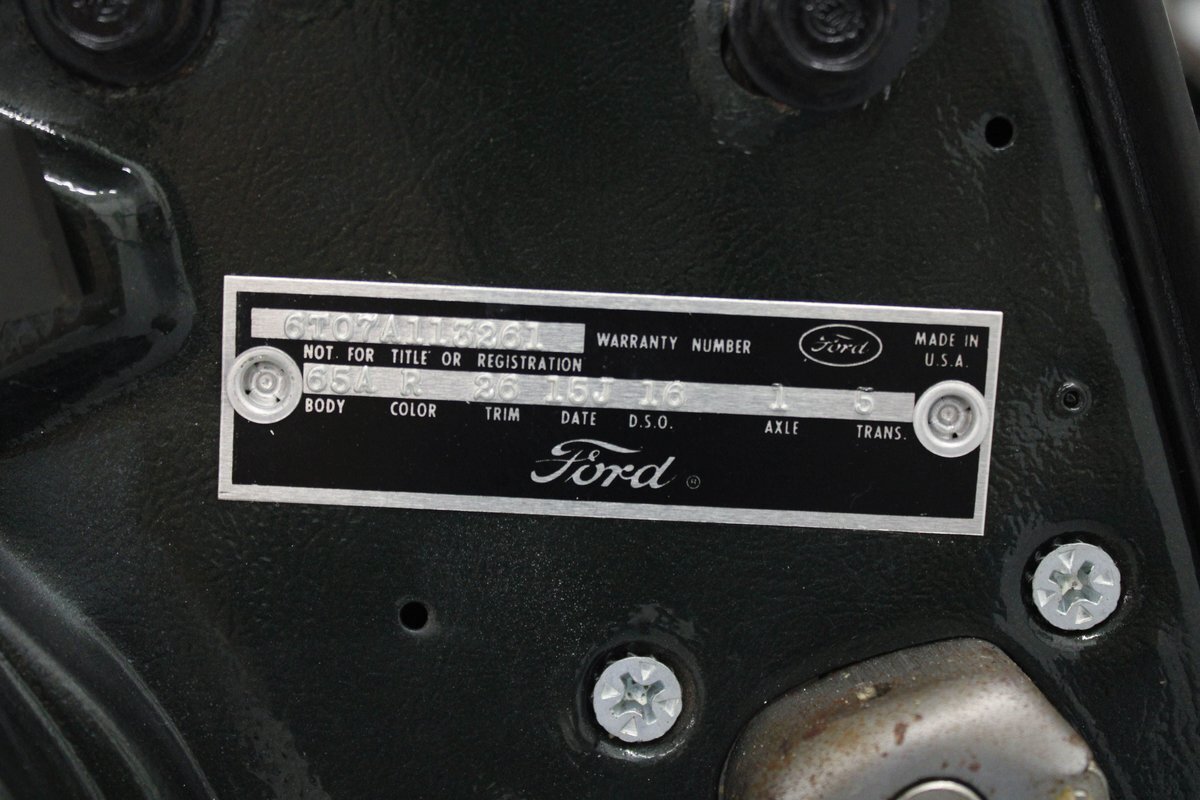 6T07A113261
WARRANTY NUMBER
Ford
MADE IN
U.S.A.
NOT FOR TITLE OR REGISTRATION
65A R 26 15J 16 1 5
BODY COLOR TRIM DATE D.S.O. AXLE TRANS.
Ford ®